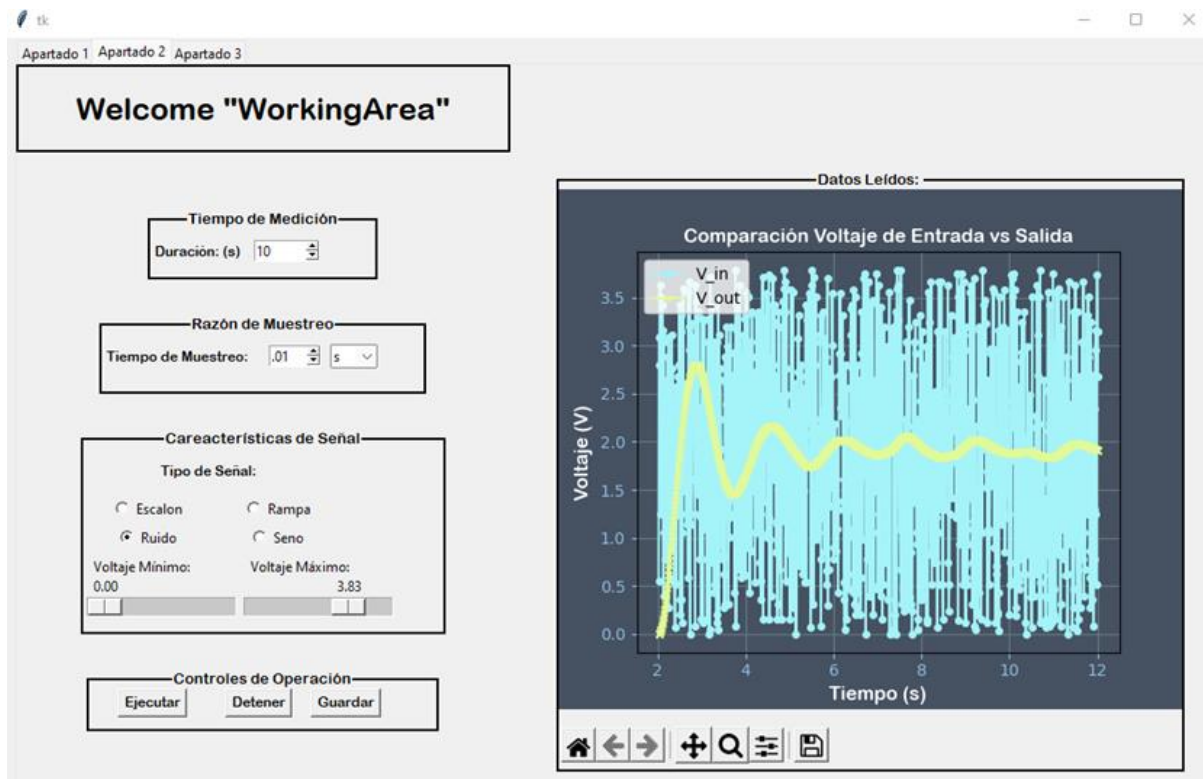 tk
Apartado 1 Apartado 2 Apartado 3
Welcome "WorkingArea"
Tiempo de Medición
Duración: (s) 10
Razón de Muestreo
Tiempo de Muestreo: .01 s
Careacterísticas de Señal
Tipo de Señal:
Escalon Rampa
Ruido Seno
Voltaje Mínimo: Voltaje Máximo:
0.00 3.83
Controles de Operación
Ejecutar Detener Guardar
Datos Leídos:
Comparación Voltaje de Entrada vs Salida
V_in
V_out
Voltaje (V)
3.5
3.0
2.5
2.0
1.5
1.0
0.5
0.0
2 4 6 8 10 12
Tiempo (s)